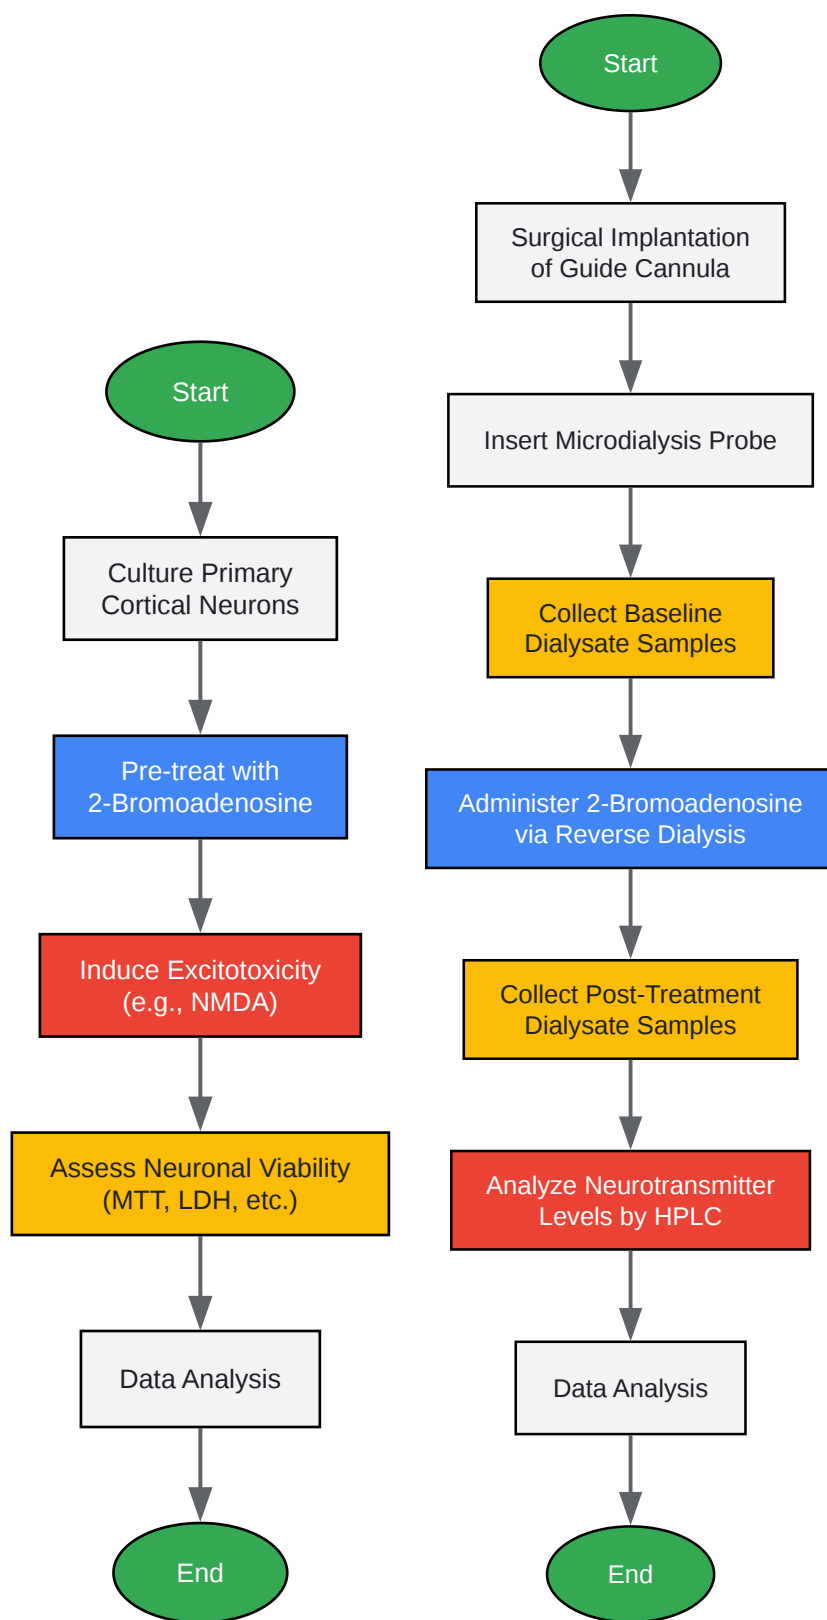 Start
Culture Primary
Cortical Neurons
Pre-treat with
2-Bromoadenosine
Induce Excitotoxicity
(e.g., NMDA)
Assess Neuronal Viability
(MTT, LDH, etc.)
Data Analysis
End
Start
Surgical Implantation
of Guide Cannula
Insert Microdialysis Probe
Collect Baseline
Dialysate Samples
Administer 2-Bromoadenosine
via Reverse Dialysis
Collect Post-Treatment
Dialysate Samples
Analyze Neurotransmitter
Levels by HPLC
Data Analysis
End